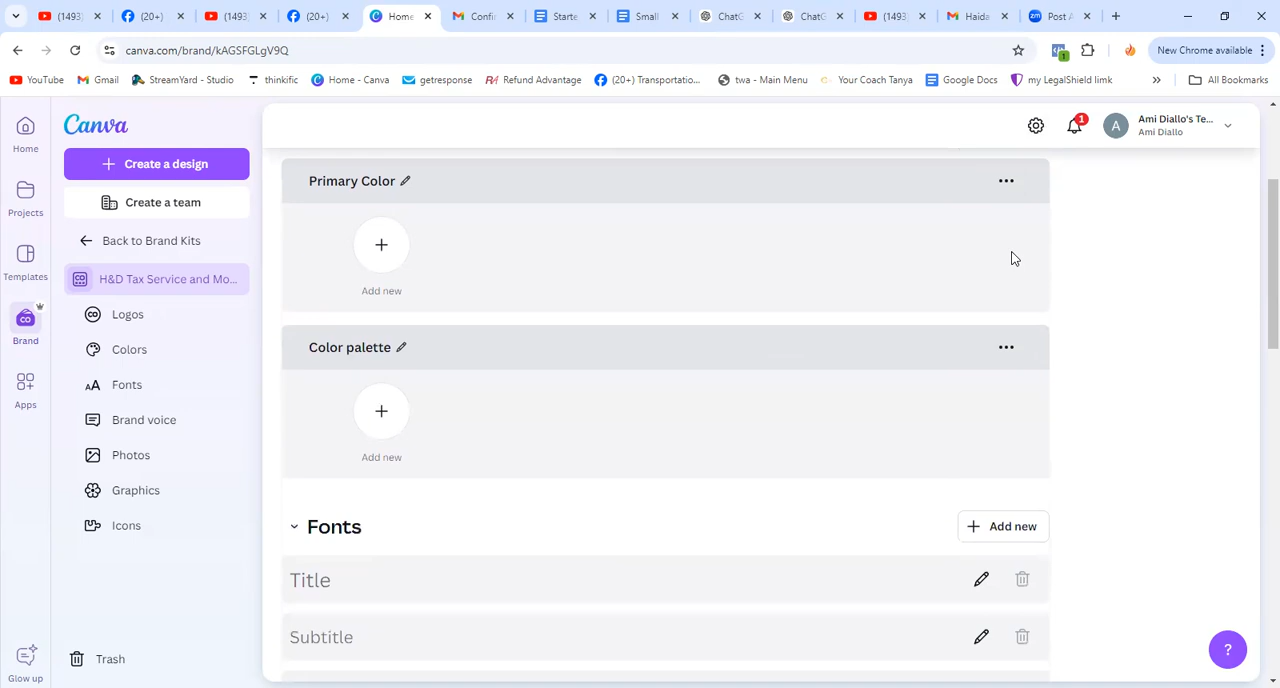 (1493)
(20+)
(1493)
(20+)
Home
Confir
Starte
Small
ChatG
ChatG
(1493)
Haida
Post A
canva.com/brand/kAGSFGLgV9Q
New Chrome available
YouTube
Gmail
StreamYard - Studio
thinkific
Home - Canva
getresponse
Refund Advantage
(20+) Transportatio...
twa - Main Menu
Your Coach Tanya
Google Docs
my LegalShield limk
All Bookmarks
Home
Projects
Templates
Brand
Apps
Glow up
Canva
Create a design
Create a team
Back to Brand Kits
H&D Tax Service and Mo...
Logos
Colors
Fonts
Brand voice
Photos
Graphics
Icons
Trash
1
A
Ami Diallo's Te...
Ami Diallo
Primary Color
Add new
Color palette
Add new
Fonts
Add new
Title
Subtitle
?